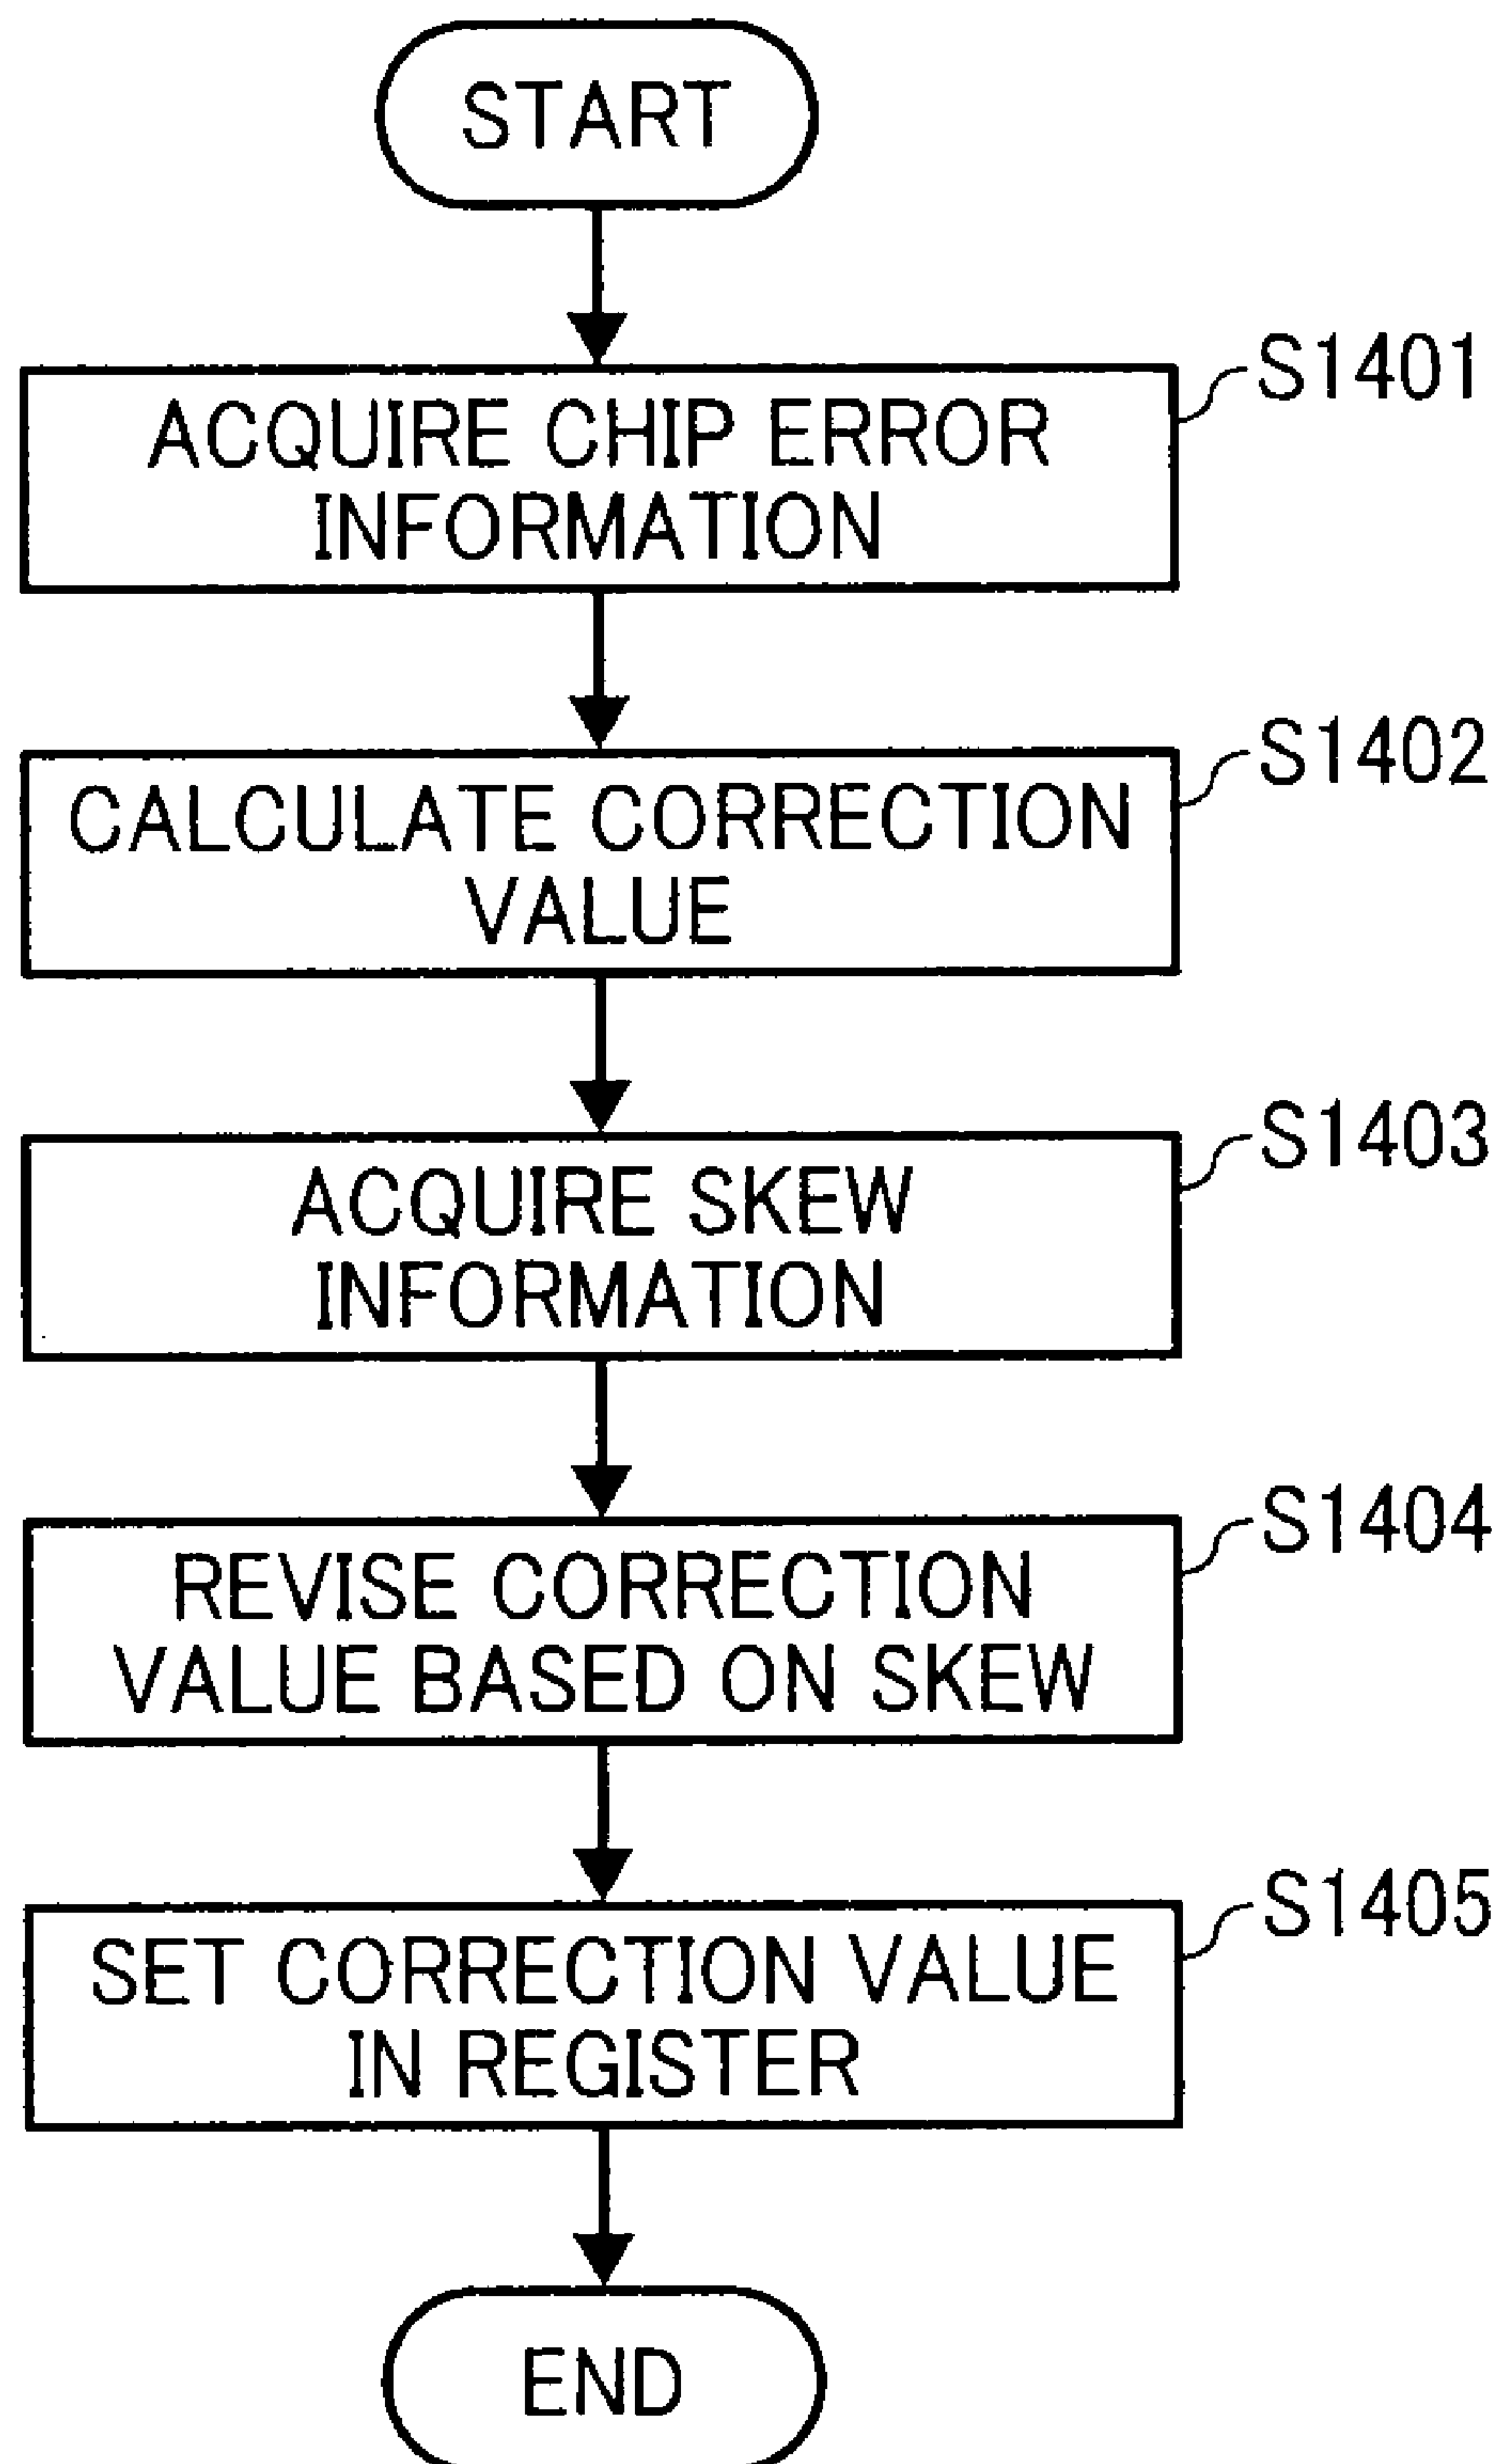 START
S1401
ACQUIRE CHIP ERROR
INFORMATION
S1402
CALCULATE CORRECTION
VALUE
S1403
ACQUIRE SKEW
INFORMATION
S1404
REVISE CORRECTION
VALUE BASED ON SKEW
S1405
SET CORRECTION VALUE
IN REGISTER
END